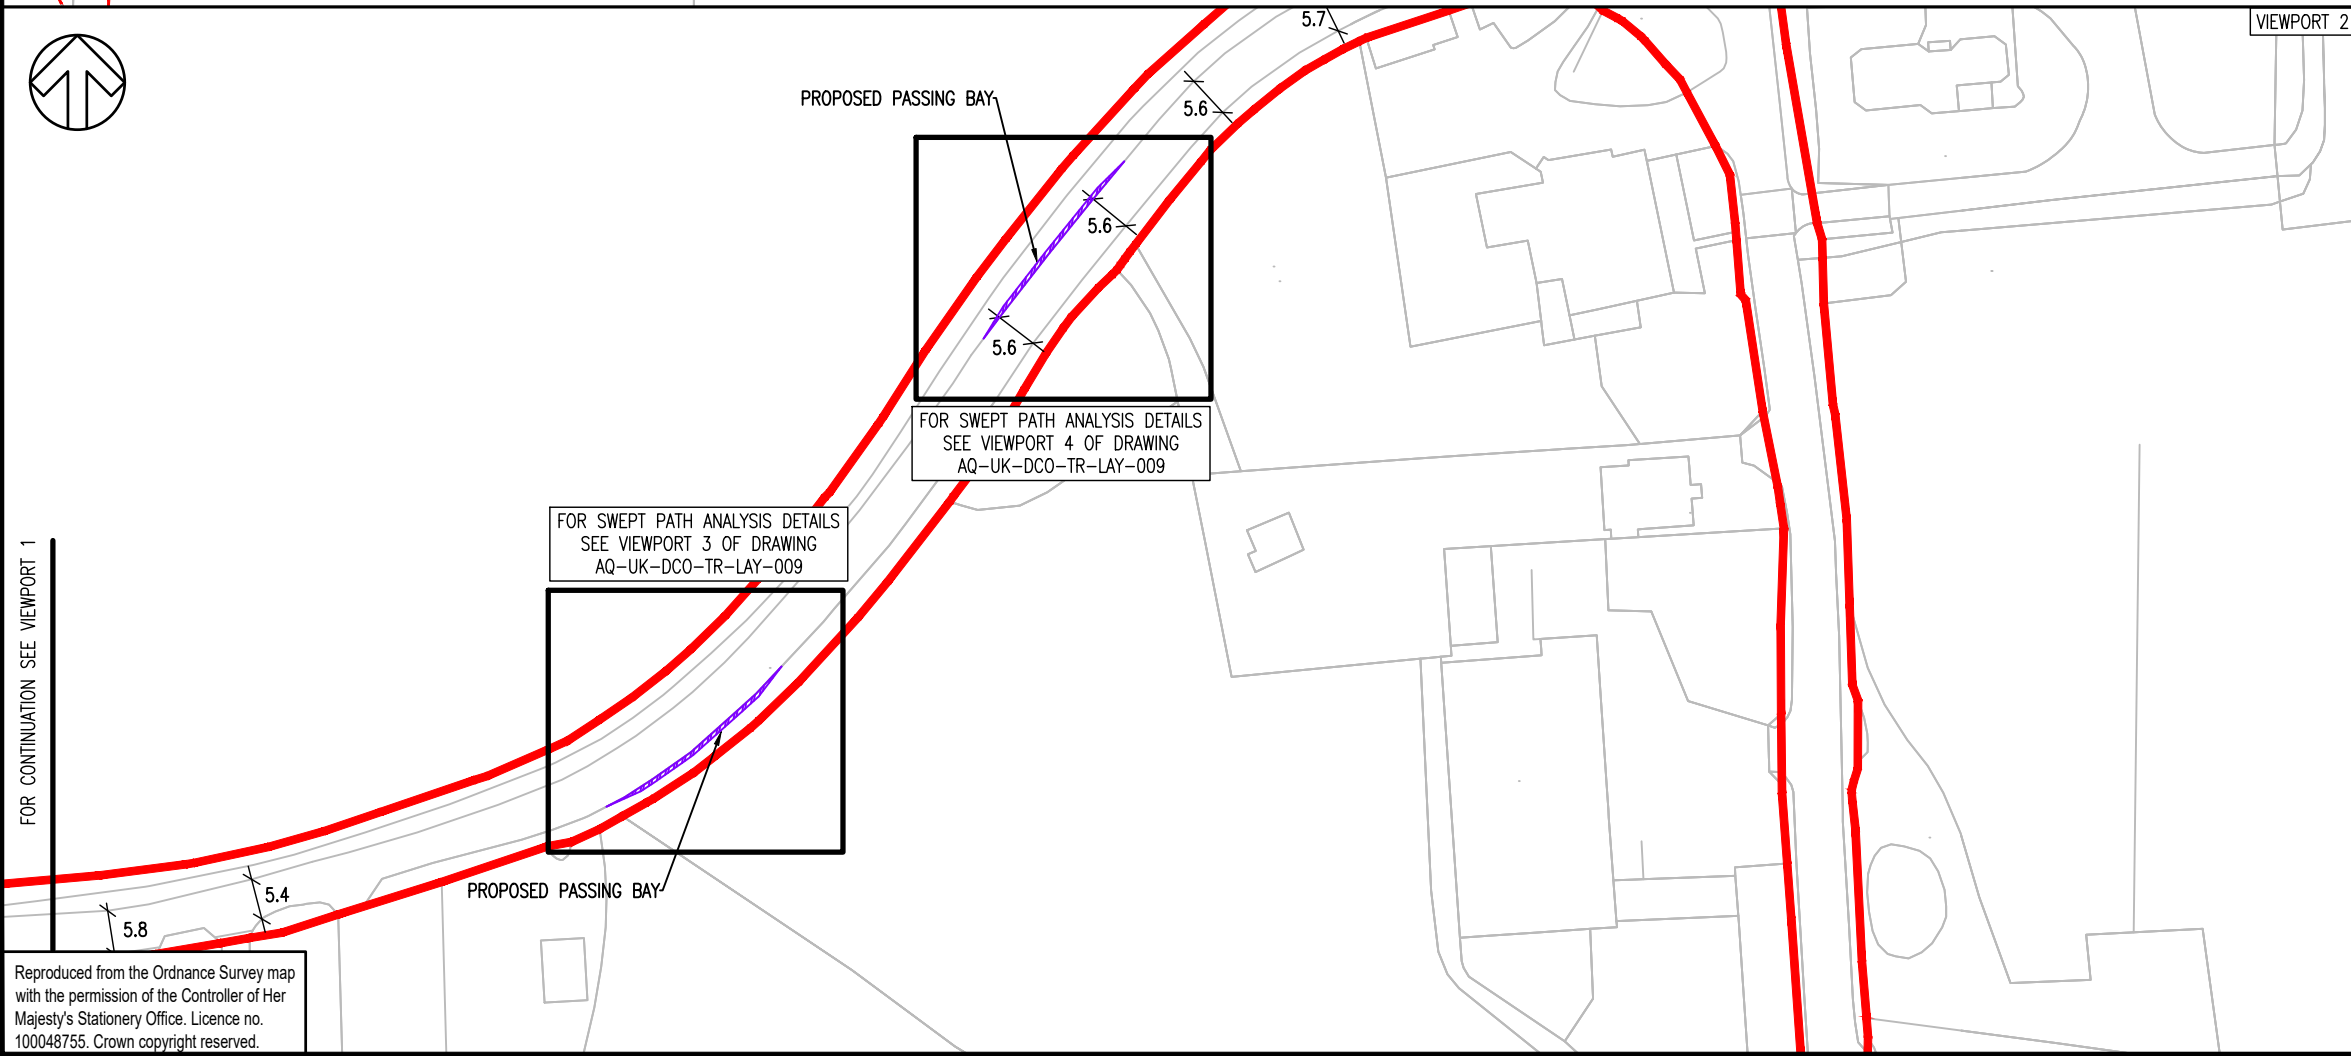 VIEWPORT 2
5.7
PROPOSED PASSING BAY
5.6
5.6
5.6
FOR SWEPT PATH ANALYSIS DETAILS
SEE VIEWPORT 4 OF DRAWING
AQ-UK-DCO-TR-LAY-009
FOR SWEPT PATH ANALYSIS DETAILS
SEE VIEWPORT 3 OF DRAWING
AQ-UK-DCO-TR-LAY-009
FOR CONTINUATION SEE VIEWPORT 1
5.4
PROPOSED PASSING BAY
5.8
Reproduced from the Ordnance Survey map
with the permission of the Controller of Her
Majesty's Stationery Office. Licence no.
100048755. Crown copyright reserved.